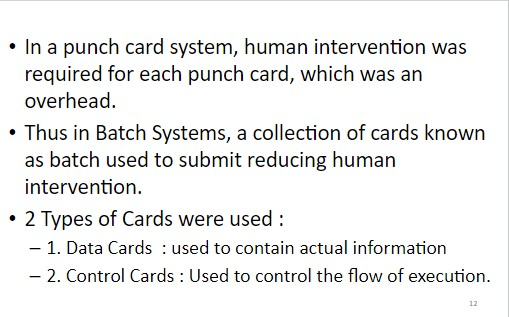 • In a punch card system, human intervention was
required for each punch card, which was an
overhead.
• Thus in Batch Systems, a collection of cards known
as batch used to submit reducing human
intervention.
• 2 Types of Cards were used :
– 1. Data Cards : used to contain actual information
– 2. Control Cards : Used to control the flow of execution.
12